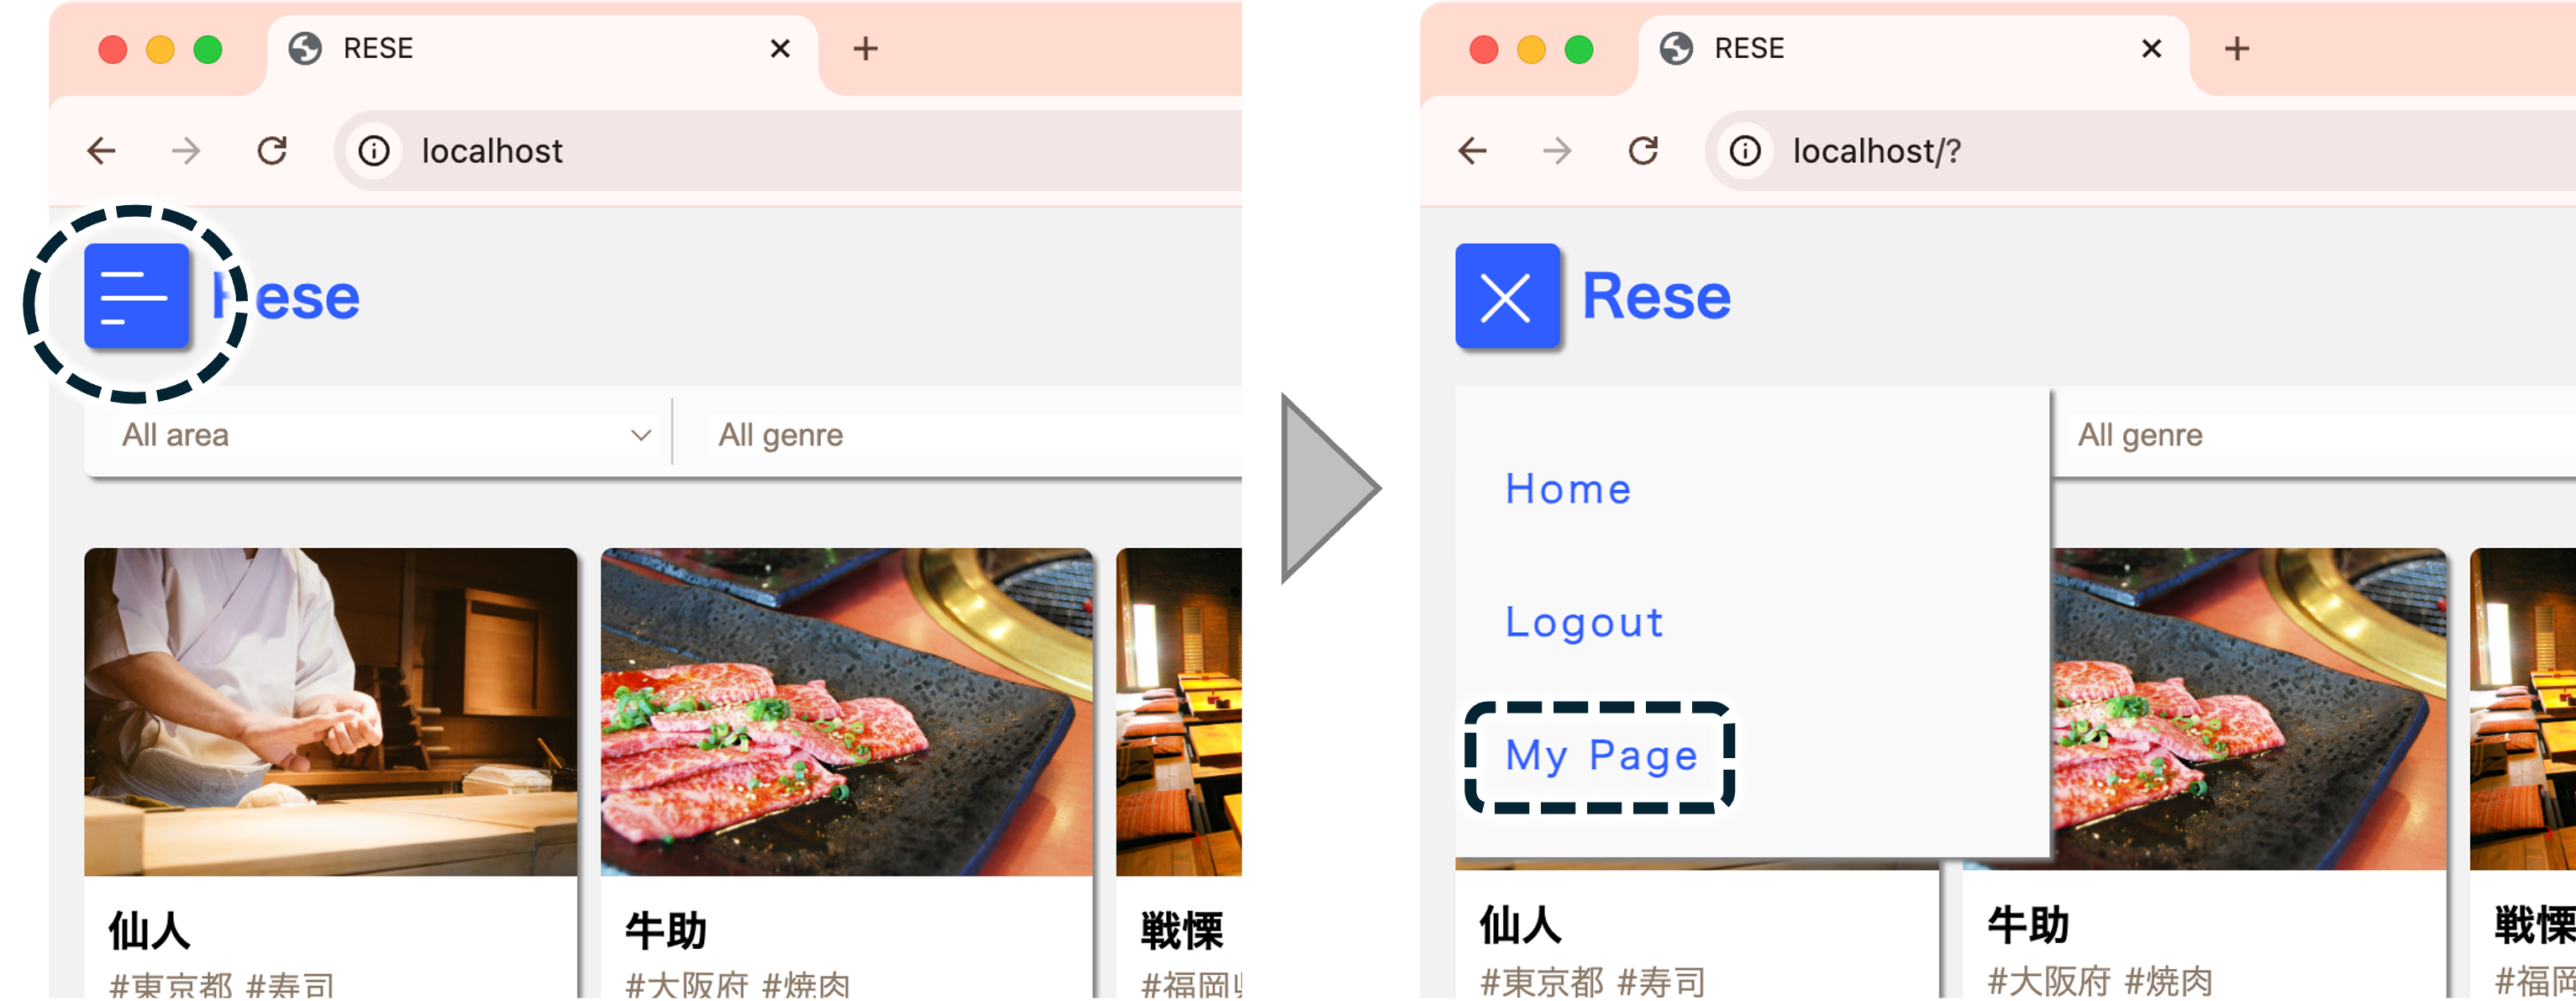 RESE
localhost
Rese
All area
All genre
仙人
#東京都 #寿司
牛助
#大阪府 #焼肉
戦慄
#福岡
RESE
localhost/?
Rese
All genre
Home
Logout
My Page
仙人
#東京都 #寿司
牛助
#大阪府 #焼肉
戦慄
#福岡